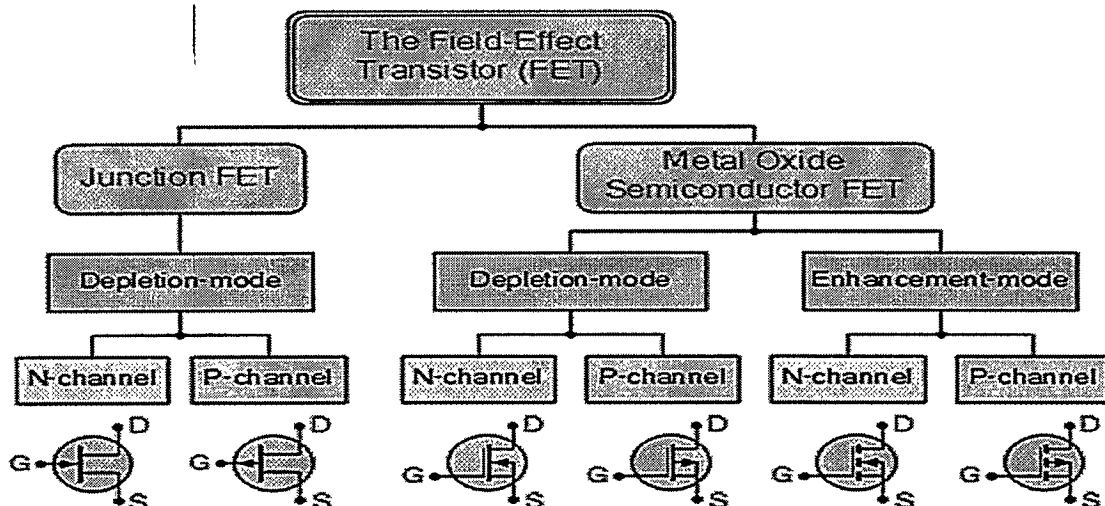 The Field-Effect
Transistor (FET)
Junction FET
Metal Oxide
Semiconductor FET
Depletion-mode
Depletion-mode
Enhancement-mode
N-channel
P-channel
N-channel
P-channel
N-channel
P-channel
D
D
D
D
D
D
G
G
G
G
G
G
S
S
S
S
S
S